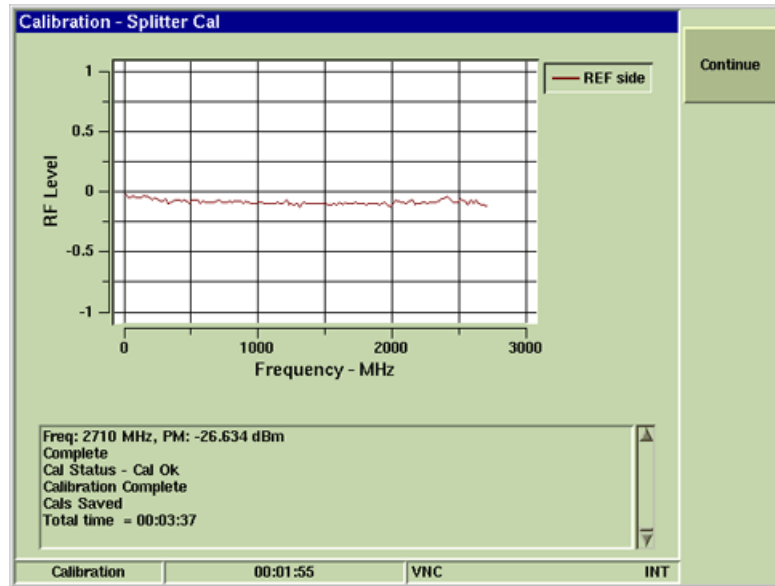 Calibration - Splitter Cal
Continue
REF side
1
0.5
0
-0.5
-1
RF Level
0
1000
2000
3000
Frequency - MHz
Freq: 2710 MHz, PM: -26.634 dBm
Complete
Cal Status - Cal Ok
Calibration Complete
Cals Saved
Total time = 00:03:37
Calibration
00:01:55
VNC
INT